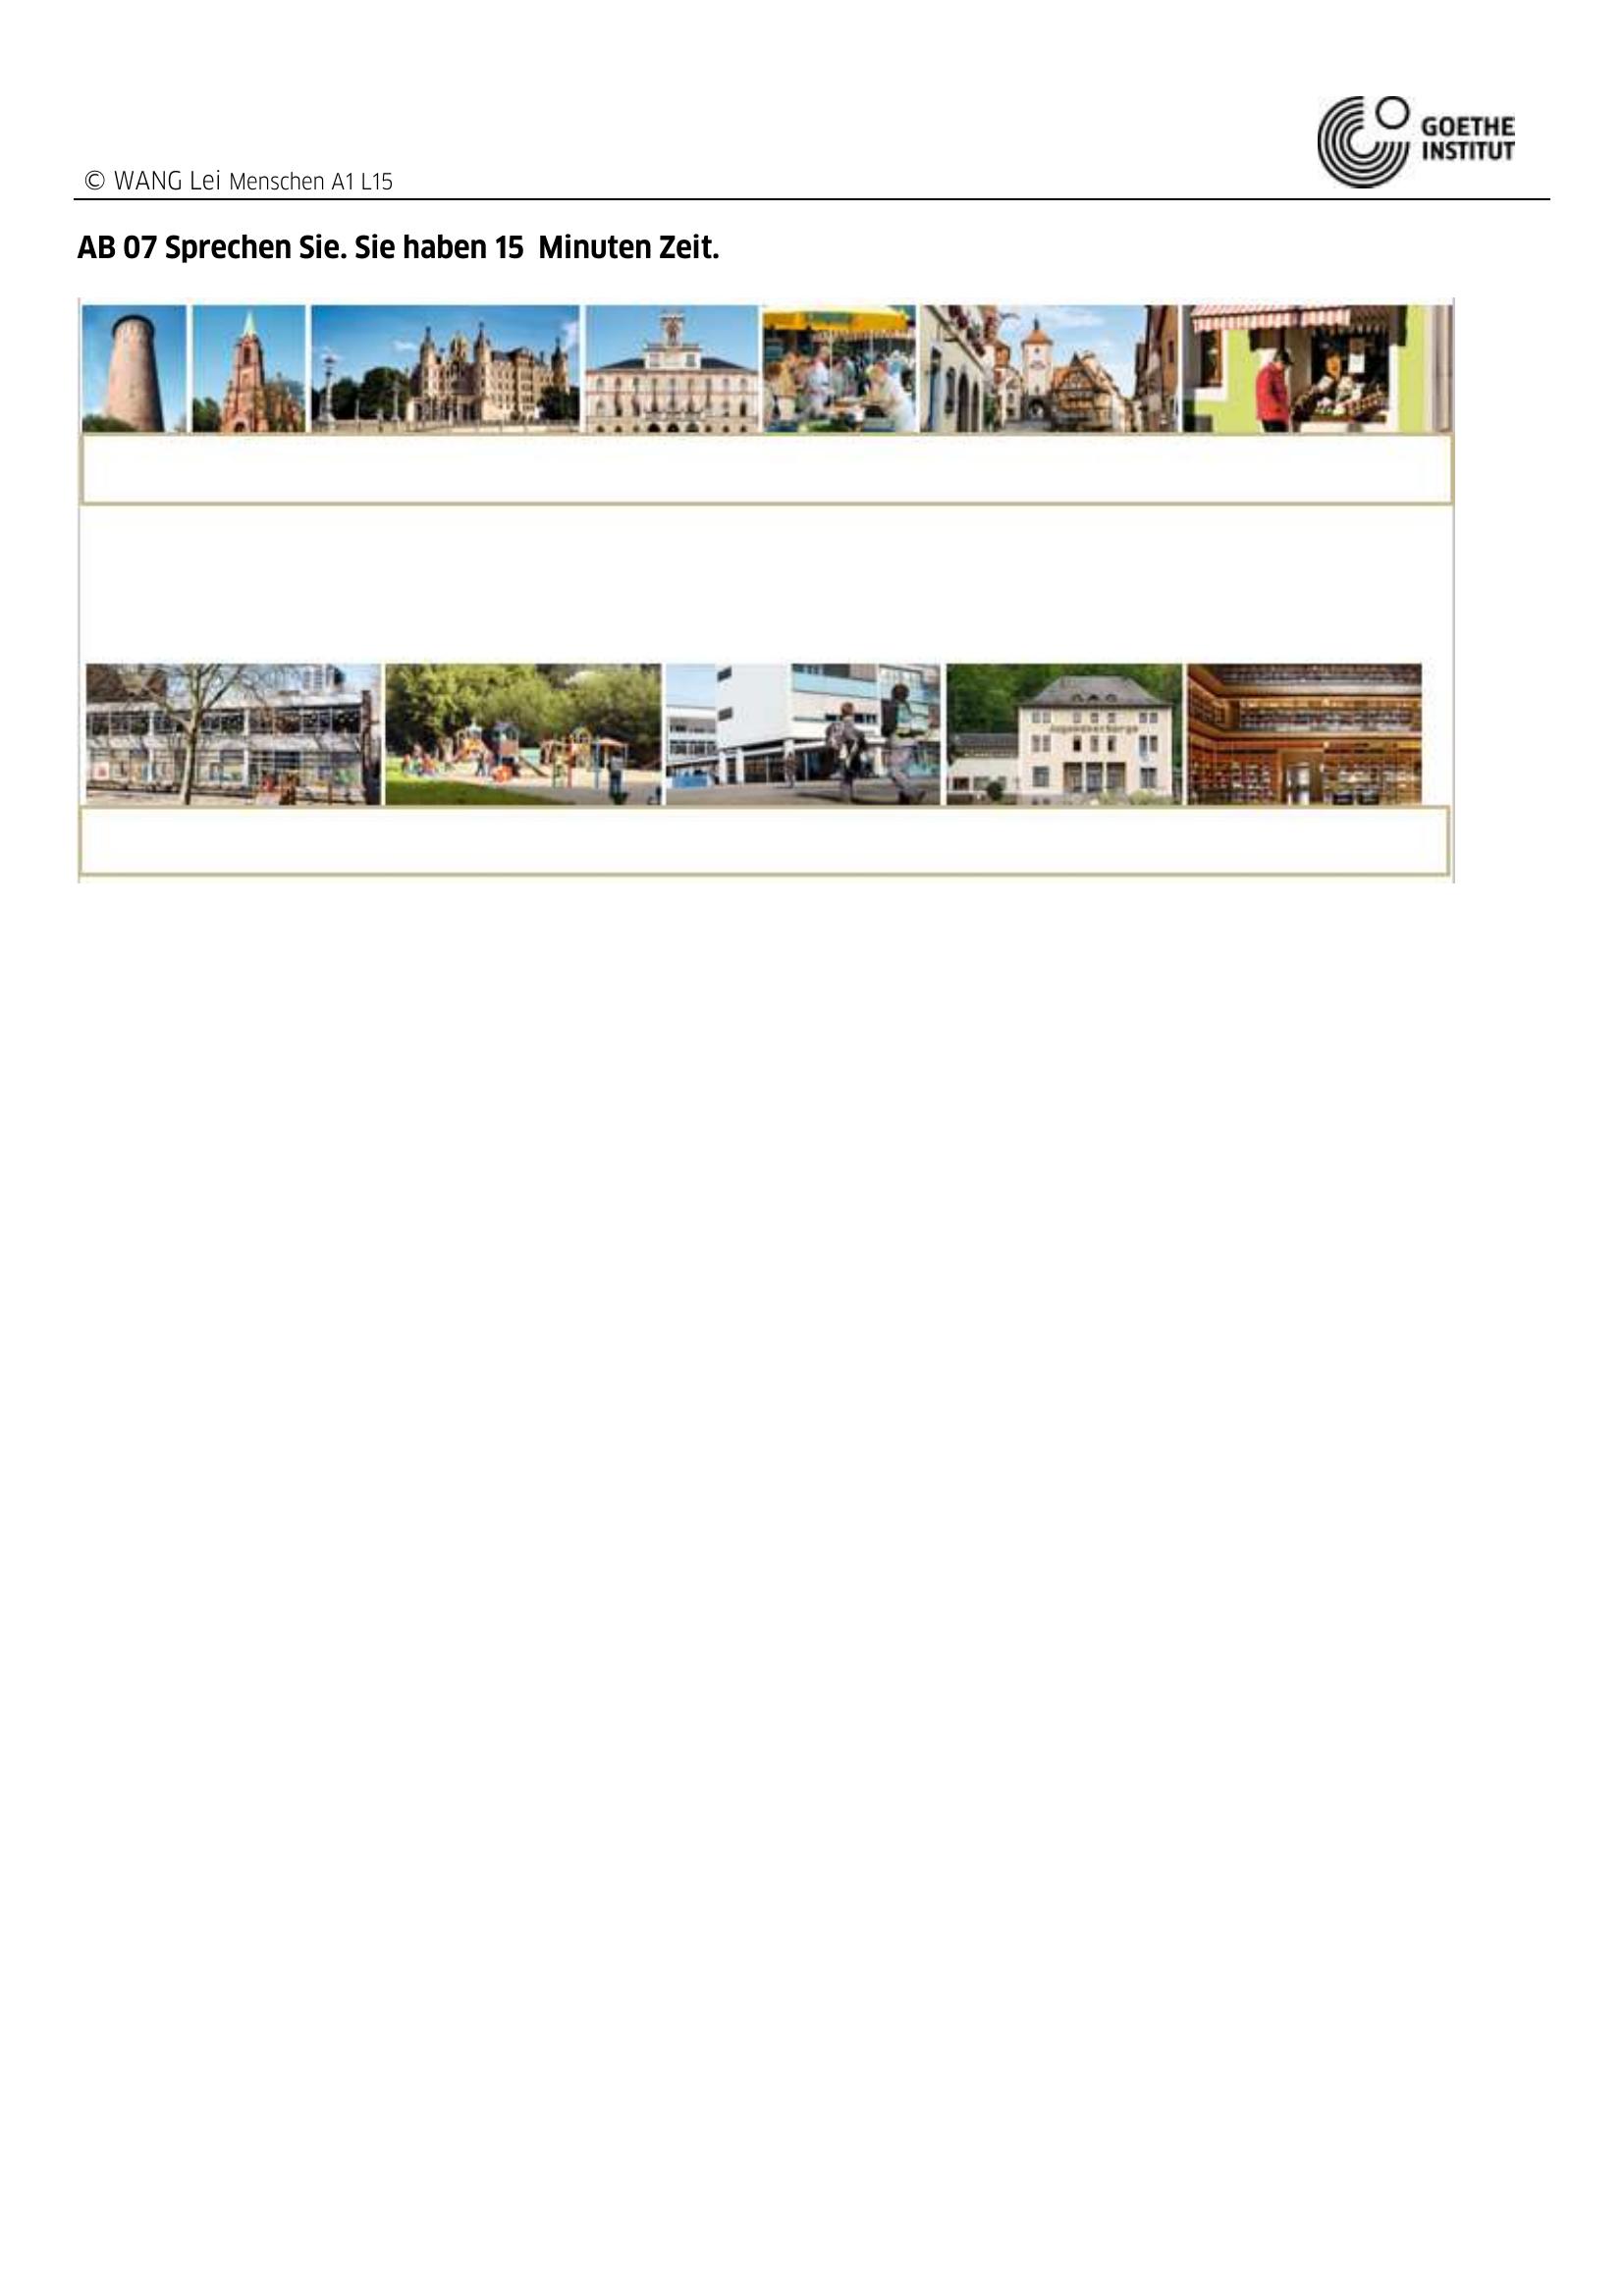 © WANG Lei Menschen A1 L15
GOETHE
INSTITUT
AB 07 Sprechen Sie. Sie haben 15  Minuten Zeit.
Jugendherberge